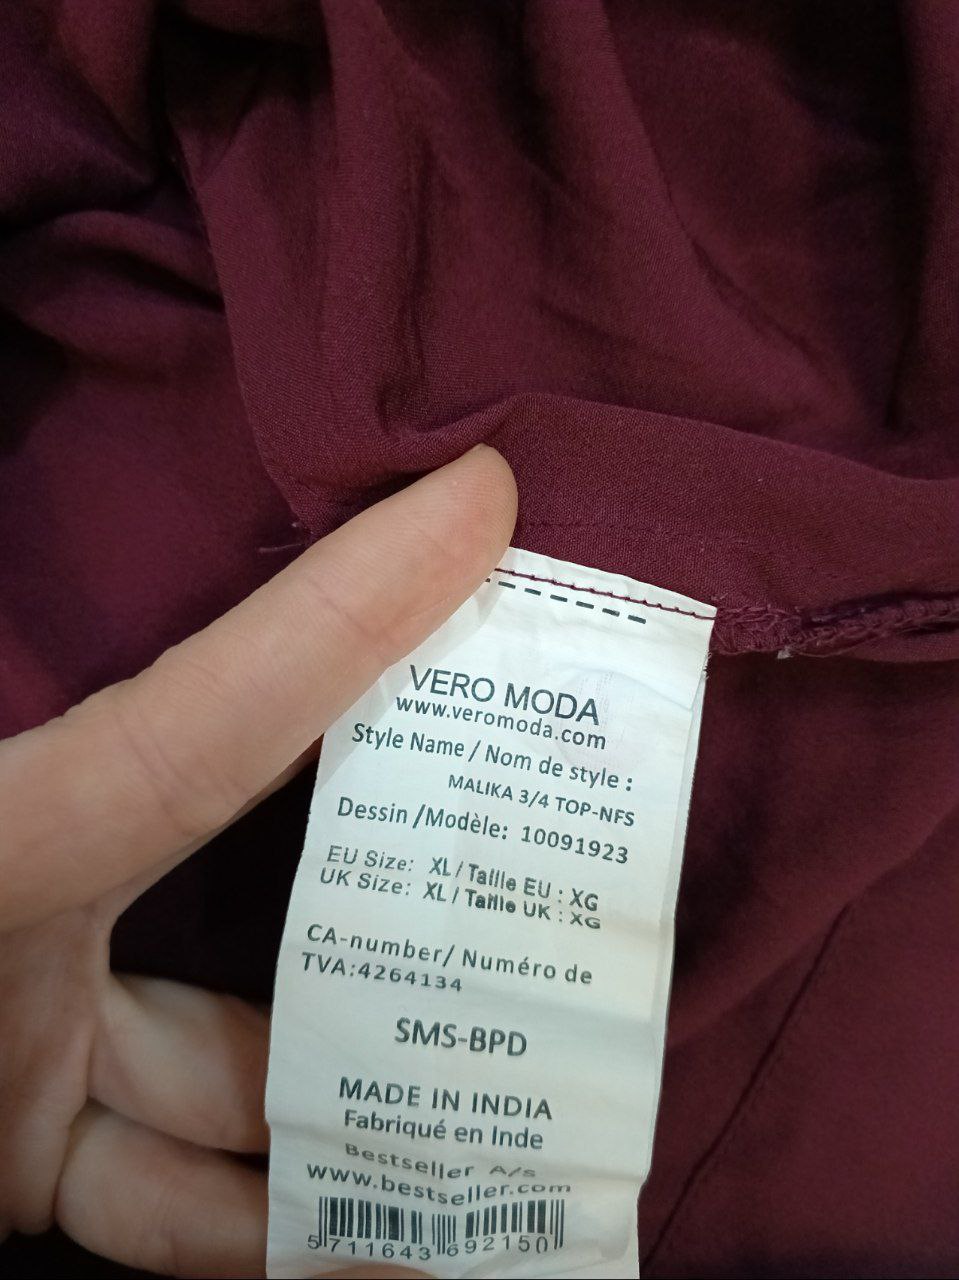 VERO MODA
www.veromoda.com
Style Name / Nom de style :
MALIKA 3/4 TOP-NFS
Dessin /Modèle: 10091923
EU Size: XL / Taille EU : XG
UK Size: XL / Taille UK : XG
CA-number/ Numéro de
TVA:4264134
SMS-BPD
MADE IN INDIA
Fabriqué en Inde
Bestseller A/s
www.bestseller.com
5 711643 692150